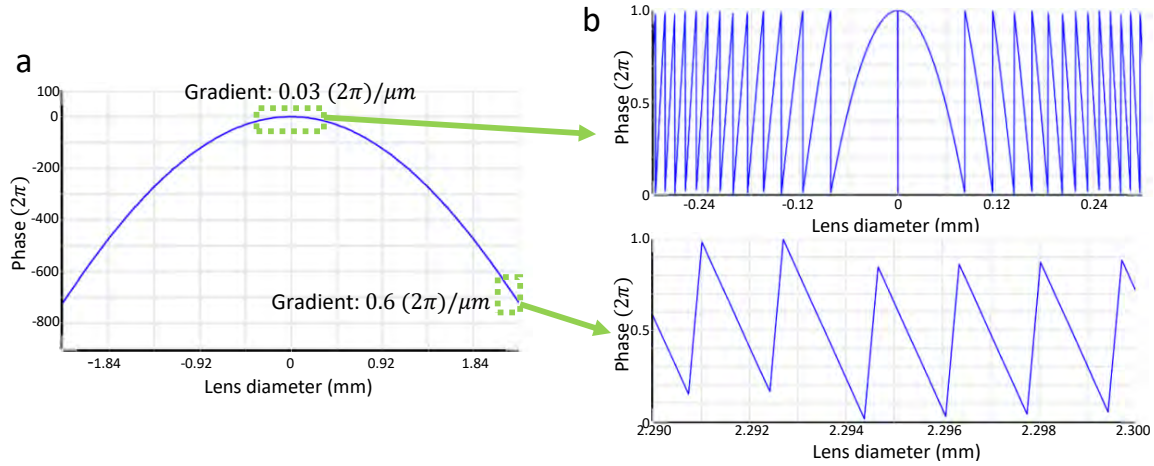 a
Gradient: 0.03 (2π)/μm
100
0
-200
-400
-600
-800
Phase (2π)
Gradient: 0.6 (2π)/μm
-1.84
-0.92
0
0.92
1.84
Lens diameter (mm)
b
1.0
0.5
0
Phase (2π)
-0.24
-0.12
0
0.12
0.24
Lens diameter (mm)
1.0
0.5
0
Phase (2π)
2.290
2.292
2.294
2.296
2.298
2.300
Lens diameter (mm)